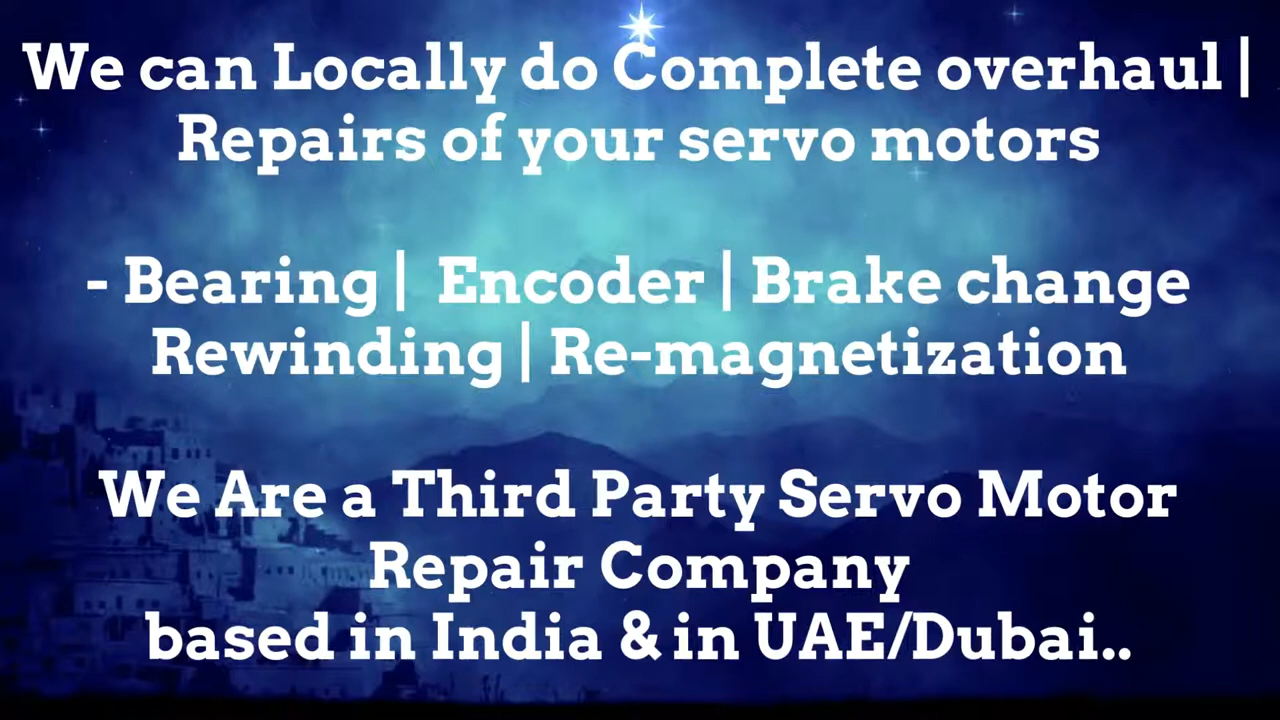 We can Locally do Complete overhaul |
Repairs of your servo motors
- Bearing | Encoder | Brake change
Rewinding | Re-magnetization
We Are a Third Party Servo Motor
Repair Company
based in India & in UAE/Dubai..